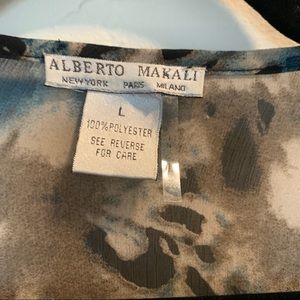 ALBERTO MAKALI
NEW YORK PARIS MILANO
L
100% POLYESTER
SEE REVERSE
FOR CARE